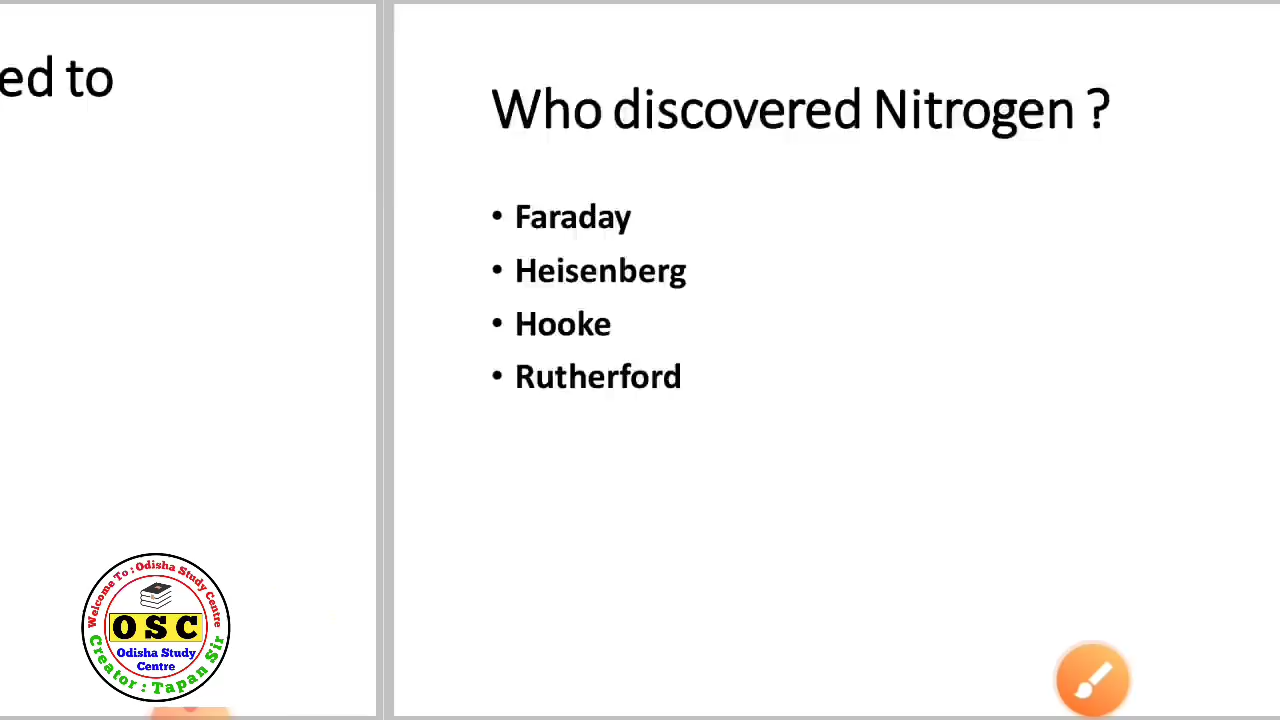 ed to
Who discovered Nitrogen ?
• Faraday
• Heisenberg
• Hooke
• Rutherford
Welcome To : Odisha Study Centre
O S C
Odisha Study
Centre
Creator : Tapan Sir